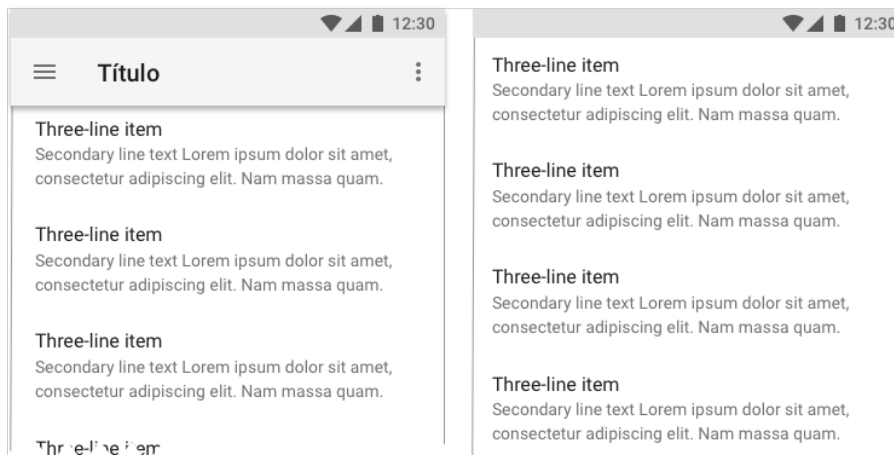 12:30
Título
Three-line item
Secondary line text Lorem ipsum dolor sit amet,
consectetur adipiscing elit. Nam massa quam.
Three-line item
Secondary line text Lorem ipsum dolor sit amet,
consectetur adipiscing elit. Nam massa quam.
Three-line item
Secondary line text Lorem ipsum dolor sit amet,
consectetur adipiscing elit. Nam massa quam.
Three-line item
12:30
Three-line item
Secondary line text Lorem ipsum dolor sit amet,
consectetur adipiscing elit. Nam massa quam.
Three-line item
Secondary line text Lorem ipsum dolor sit amet,
consectetur adipiscing elit. Nam massa quam.
Three-line item
Secondary line text Lorem ipsum dolor sit amet,
consectetur adipiscing elit. Nam massa quam.
Three-line item
Secondary line text Lorem ipsum dolor sit amet,
consectetur adipiscing elit. Nam massa quam.